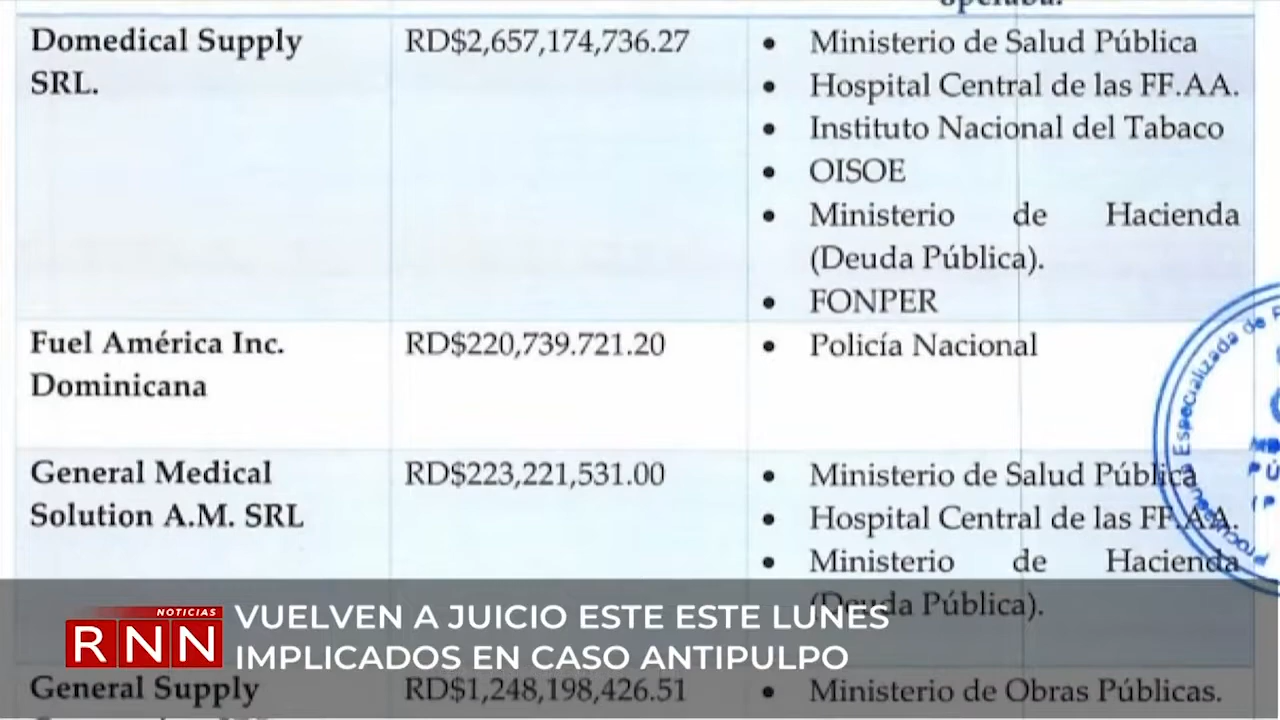 operaba.
Domedical Supply
SRL.
RD$2,657,174,736.27
• Ministerio de Salud Pública
• Hospital Central de las FF.AA.
• Instituto Nacional del Tabaco
• OISOE
• Ministerio de Hacienda
(Deuda Pública).
• FONPER
Fuel América Inc.
Dominicana
RD$220,739.721.20
• Policía Nacional
General Medical
Solution A.M. SRL
RD$223,221,531.00
• Ministerio de Salud Pública
• Hospital Central de las FF.AA.
• Ministerio de Hacienda
(Deuda Pública).
General Supply
RD$1,248,198,426.51
• Ministerio de Obras Públicas.
Especializada de
NOTICIAS
RNN
VUELVEN A JUICIO ESTE ESTE LUNES
IMPLICADOS EN CASO ANTIPULPO